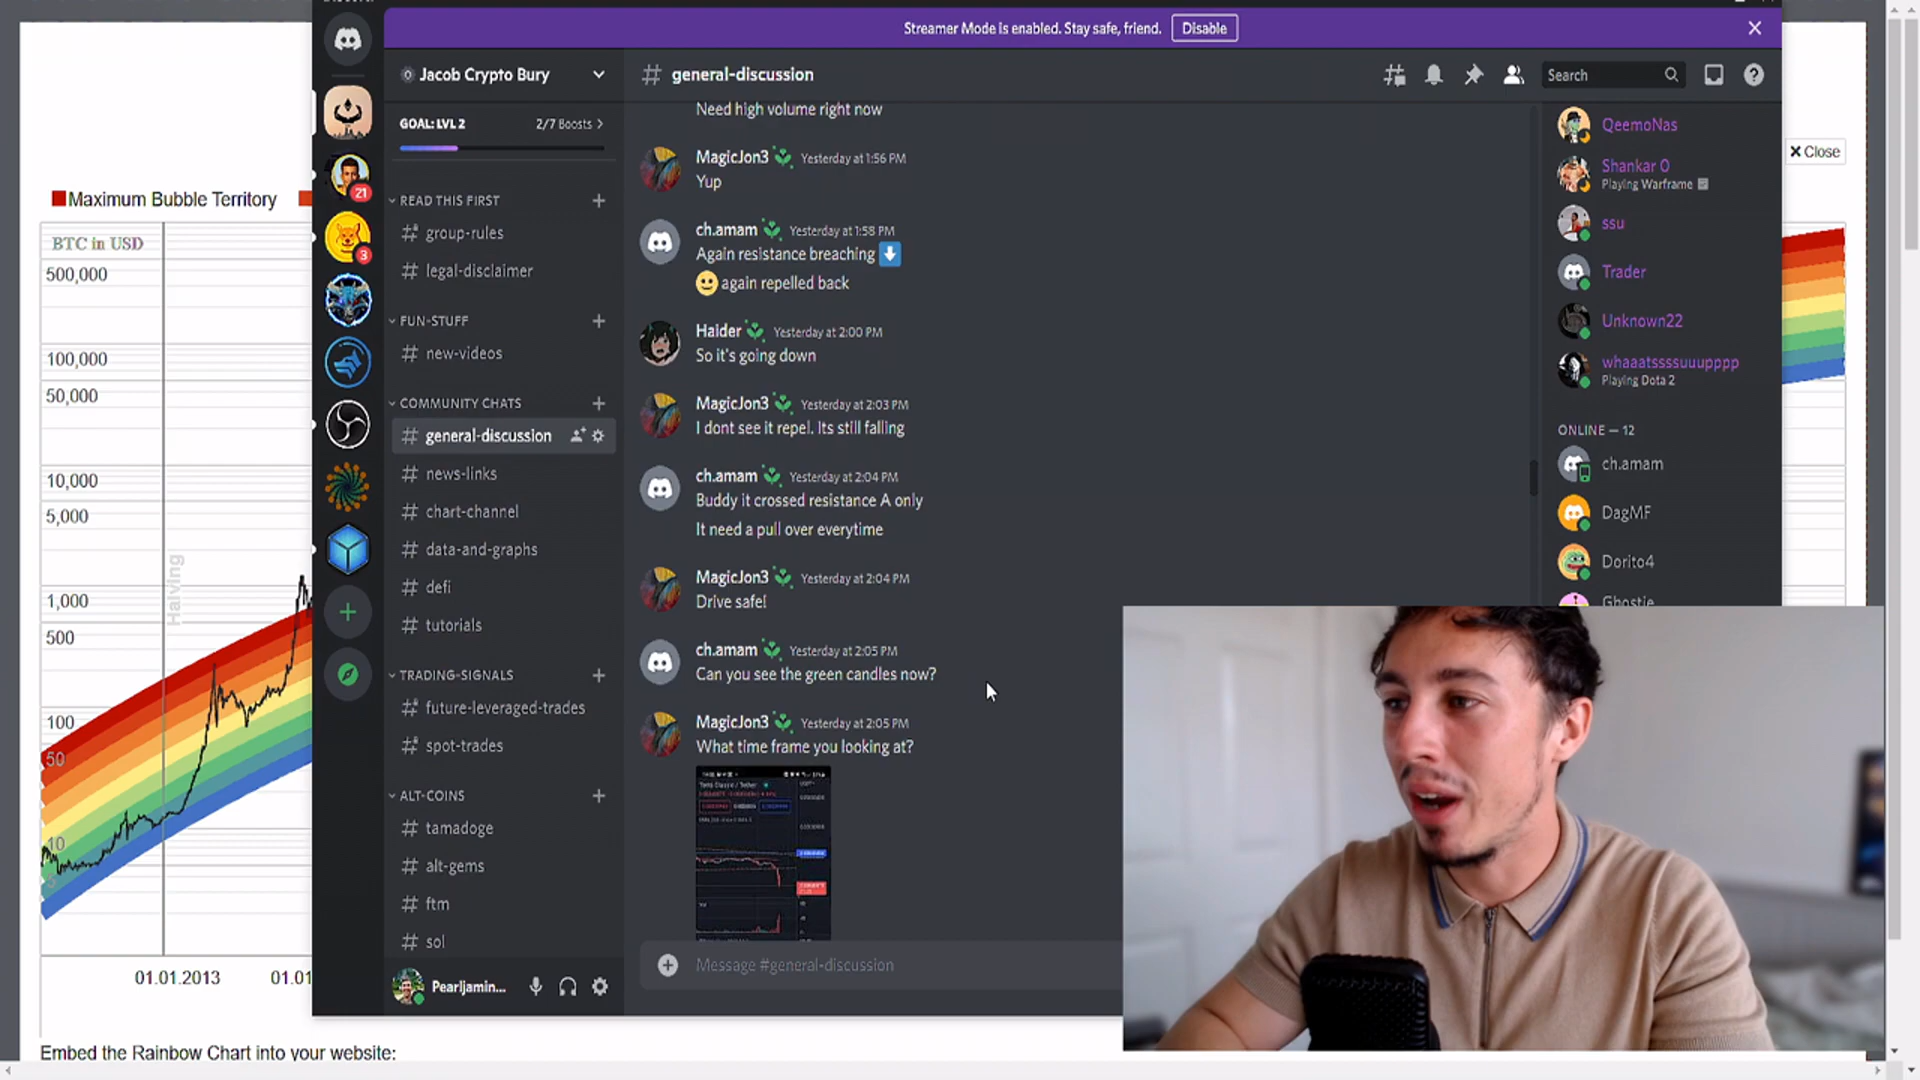 Streamer Mode is enabled. Stay safe, friend.
Disable
Jacob Crypto Bury
GOAL: LVL 2
2/7 Boosts
READ THIS FIRST
group-rules
legal-disclaimer
FUN-STUFF
new-videos
COMMUNITY CHATS
general-discussion
news-links
chart-channel
data-and-graphs
defi
tutorials
TRADING-SIGNALS
future-leveraged-trades
spot-trades
ALT-COINS
tamadoge
alt-gems
ftm
sol
Pearljamin...
21
3
general-discussion
Search
Need high volume right now
MagicJon3 Yesterday at 1:56 PM
Yup
ch.amam Yesterday at 1:58 PM
Again resistance breaching
again repelled back
Haider Yesterday at 2:00 PM
So it's going down
MagicJon3 Yesterday at 2:03 PM
I dont see it repel. Its still falling
ch.amam Yesterday at 2:04 PM
Buddy it crossed resistance A only
It need a pull over everytime
MagicJon3 Yesterday at 2:04 PM
Drive safe!
ch.amam Yesterday at 2:05 PM
Can you see the green candles now?
MagicJon3 Yesterday at 2:05 PM
What time frame you looking at?
Message #general-discussion
QeemoNas
Shankar O
Playing Warframe
ssu
Trader
Unknown22
whaaatssssuuupppp
Playing Dota 2
ONLINE — 12
ch.amam
DagMF
Dorito4
Ghostie
Close
Maximum Bubble Territory
BTC in USD
500,000
100,000
50,000
10,000
5,000
1,000
500
100
50
10
5
Halving
01.01.2013
01.01
Embed the Rainbow Chart into your website: